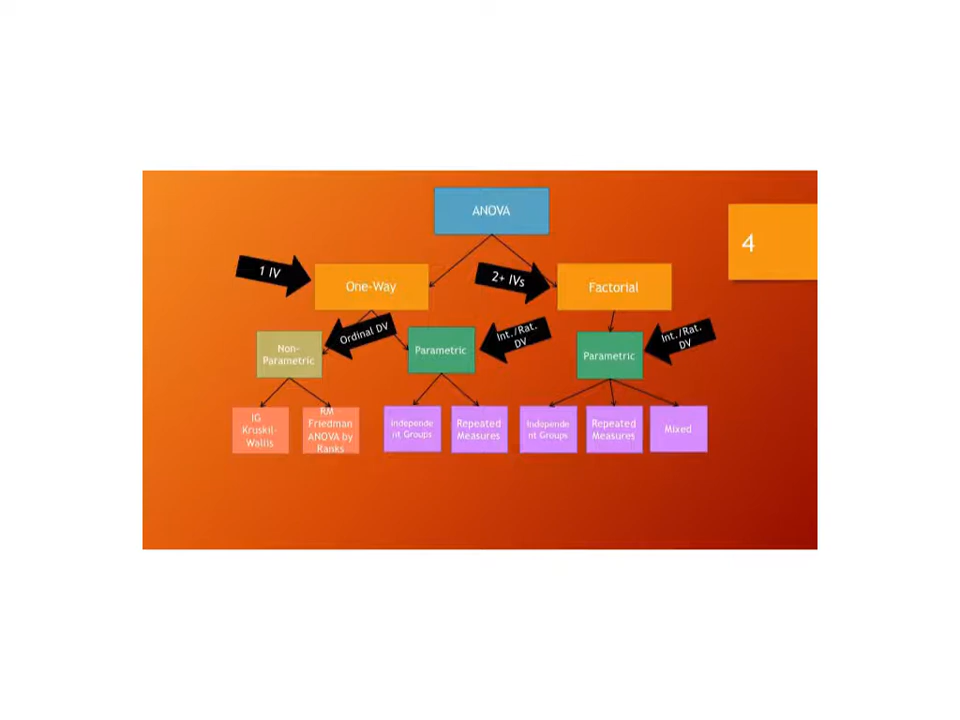 ANOVA
4
1 IV
One-Way
2+ IVs
Factorial
Ordinal DV
Int./Rat.
DV
Int./Rat.
DV
Non-
Parametric
Parametric
Parametric
IG
Kruskil-
Wallis
RM
Friedman
ANOVA by
Ranks
Independe
nt Groups
Repeated
Measures
Independe
nt Groups
Repeated
Measures
Mixed